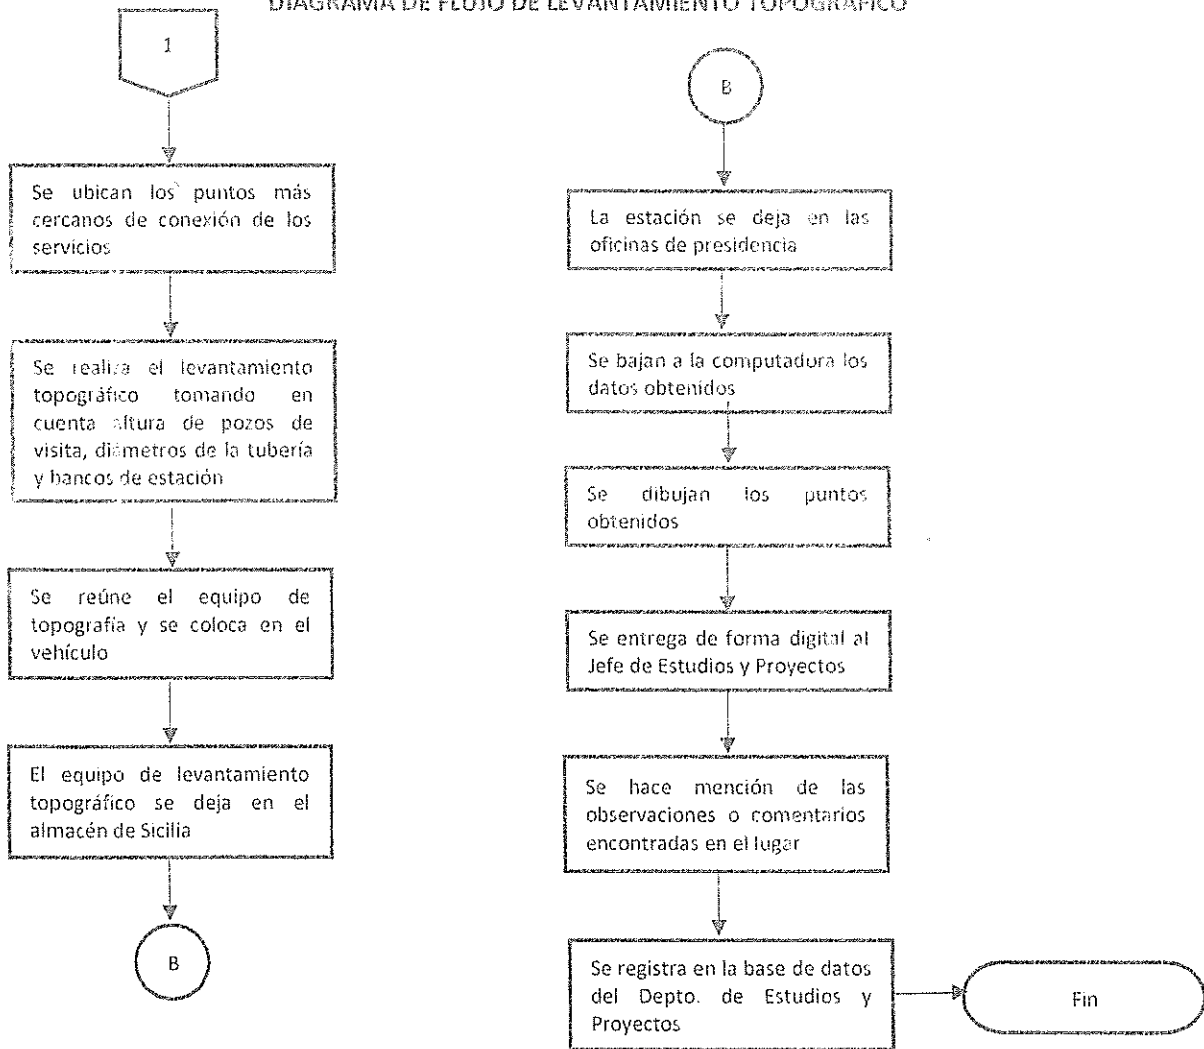 DIAGRAMA DE FLUJO DE LEVANTAMIENTO TOPOGRÁFICO
1
Se ubican los puntos más
cercanos de conexión de los
servicios
Se realiza el levantamiento
topográfico tomando en
cuenta altura de pozos de
visita, diámetros de la tubería
y bancos de estación
Se reúne el equipo de
topografía y se coloca en el
vehículo
El equipo de levantamiento
topográfico se deja en el
almacén de Sicilia
B
B
La estación se deja en las
oficinas de presidencia
Se bajan a la computadora los
datos obtenidos
Se dibujan los puntos
obtenidos
Se entrega de forma digital al
Jefe de Estudios y Proyectos
Se hace mención de las
observaciones o comentarios
encontradas en el lugar
Se registra en la base de datos
del Depto. de Estudios y
Proyectos
Fin